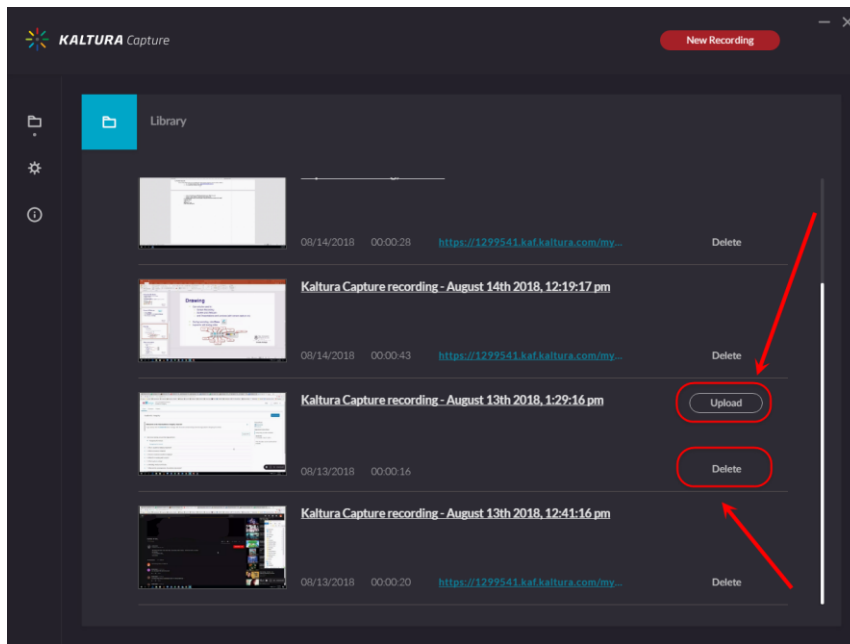 KALTURA Capture
New Recording
Library
08/14/2018 00:00:28 https://1299541.kaf.kaltura.com/my... Delete
Kaltura Capture recording - August 14th 2018, 12:19:17 pm
Drawing
08/14/2018 00:00:43 https://1299541.kaf.kaltura.com/my... Delete
Kaltura Capture recording - August 13th 2018, 1:29:16 pm
Upload
08/13/2018 00:00:16 Delete
Kaltura Capture recording - August 13th 2018, 12:41:16 pm
08/13/2018 00:00:20 https://1299541.kaf.kaltura.com/my... Delete